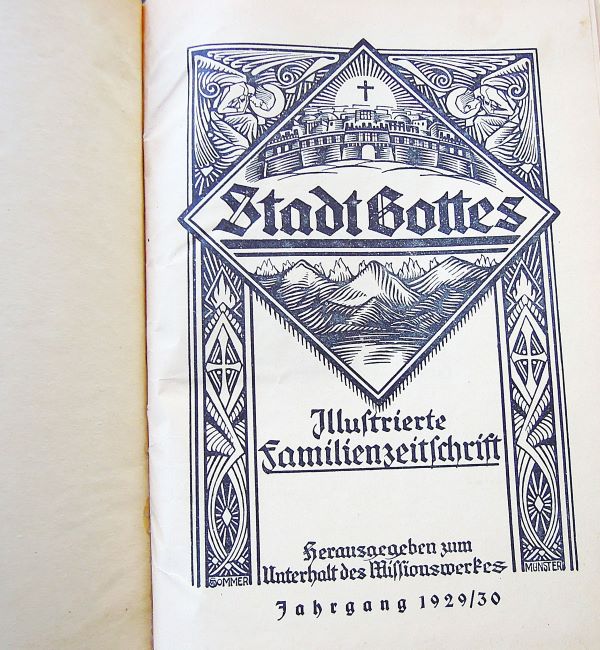 Stadt Gottes
Illustrierte
Familienzeitschrift
Herausgegeben zum
Unterhalt des Missionswerkes
SOMMER
MÜNSTER
Jahrgang 1929/30